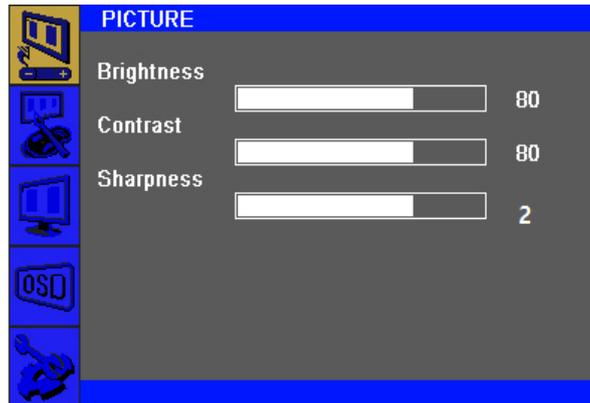 PICTURE
Brightness
80
Contrast
80
Sharpness
2
OSD